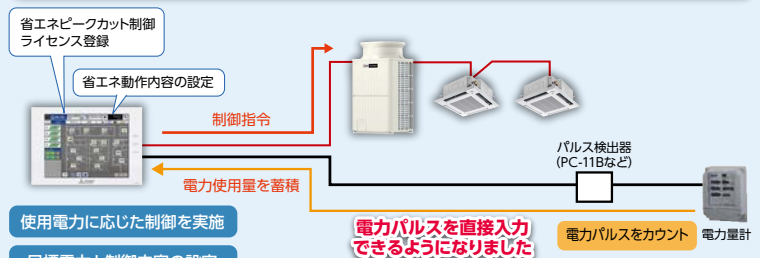 省エネピークカット制御
ライセンス登録
省エネ動作内容の設定
制御指令
パルス検出器
(PC-11Bなど)
電力使用量を蓄積
使用電力に応じた制御を実施
電力パルスを直接入力
できるようになりました
電力パルスをカウント
電力量計